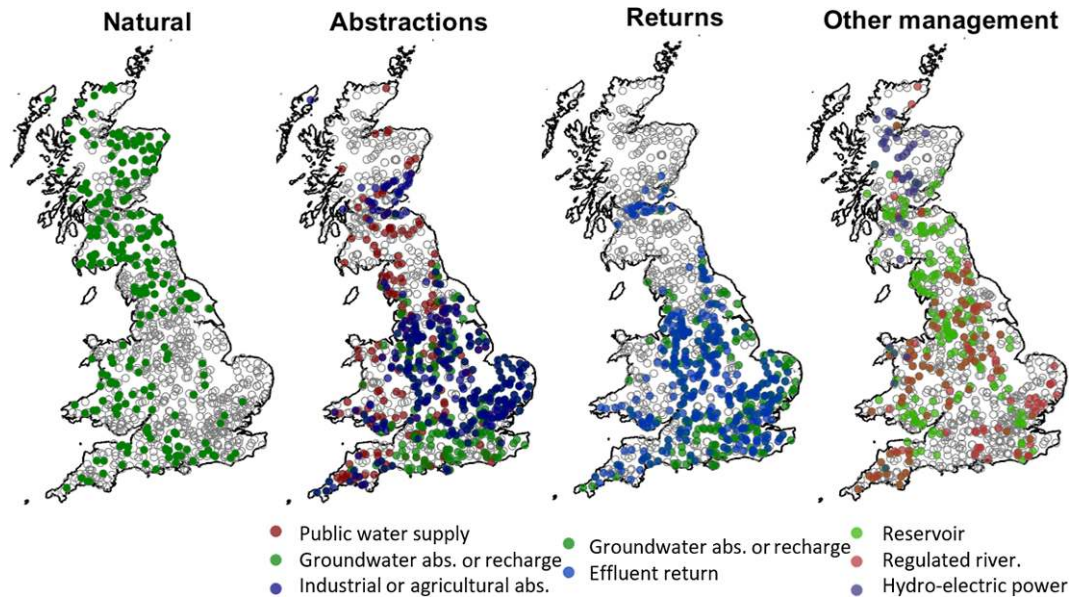 Natural
Abstractions
Returns
Other management
Public water supply
Groundwater abs. or recharge
Industrial or agricultural abs.
Groundwater abs. or recharge
Effluent return
Reservoir
Regulated river.
Hydro-electric power